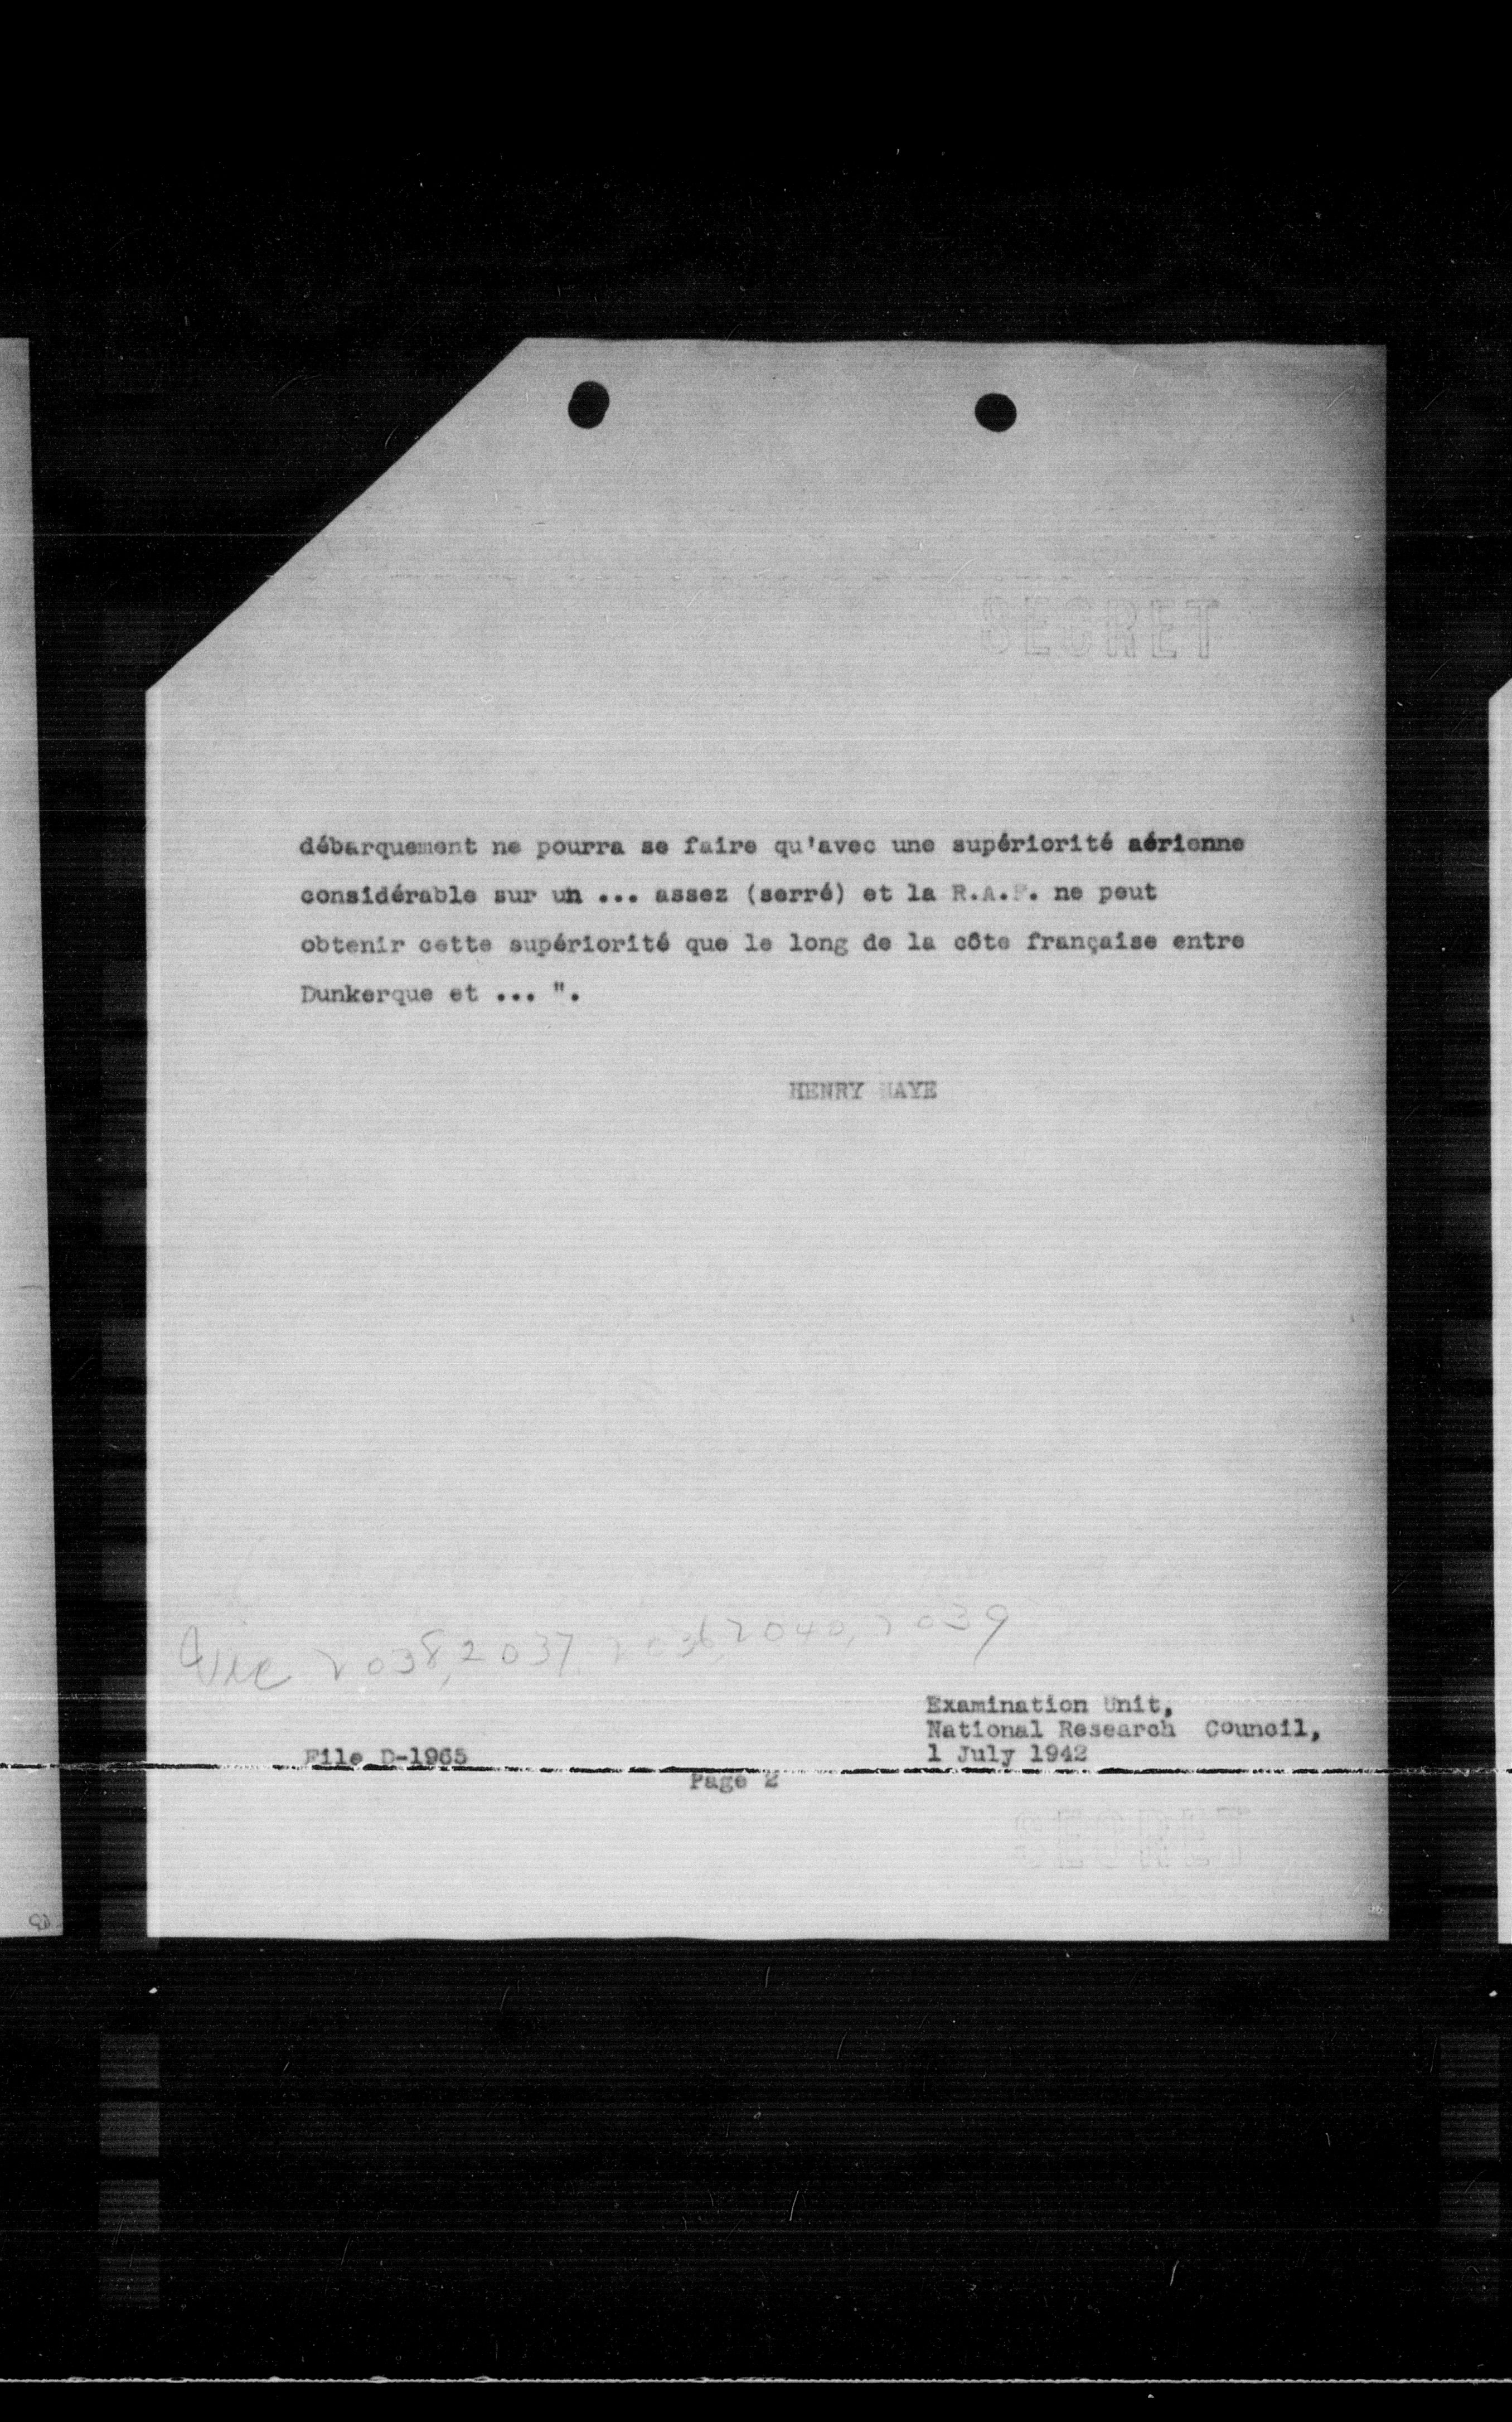 SECRET
débarquement ne pourra se faire qu'avec une supériorité aérienne
considérable sur un ... assez (serré) et la R.A.F. ne peut
obtenir cette supériorité que le long de la côte française entre
Dunkerque et ... ".
HENRY HAYE
2038, 2037, 2036, 2040, 2039
Examination Unit,
National Research Council,
1 July 1942
File D-1965
Page 2
SECRET